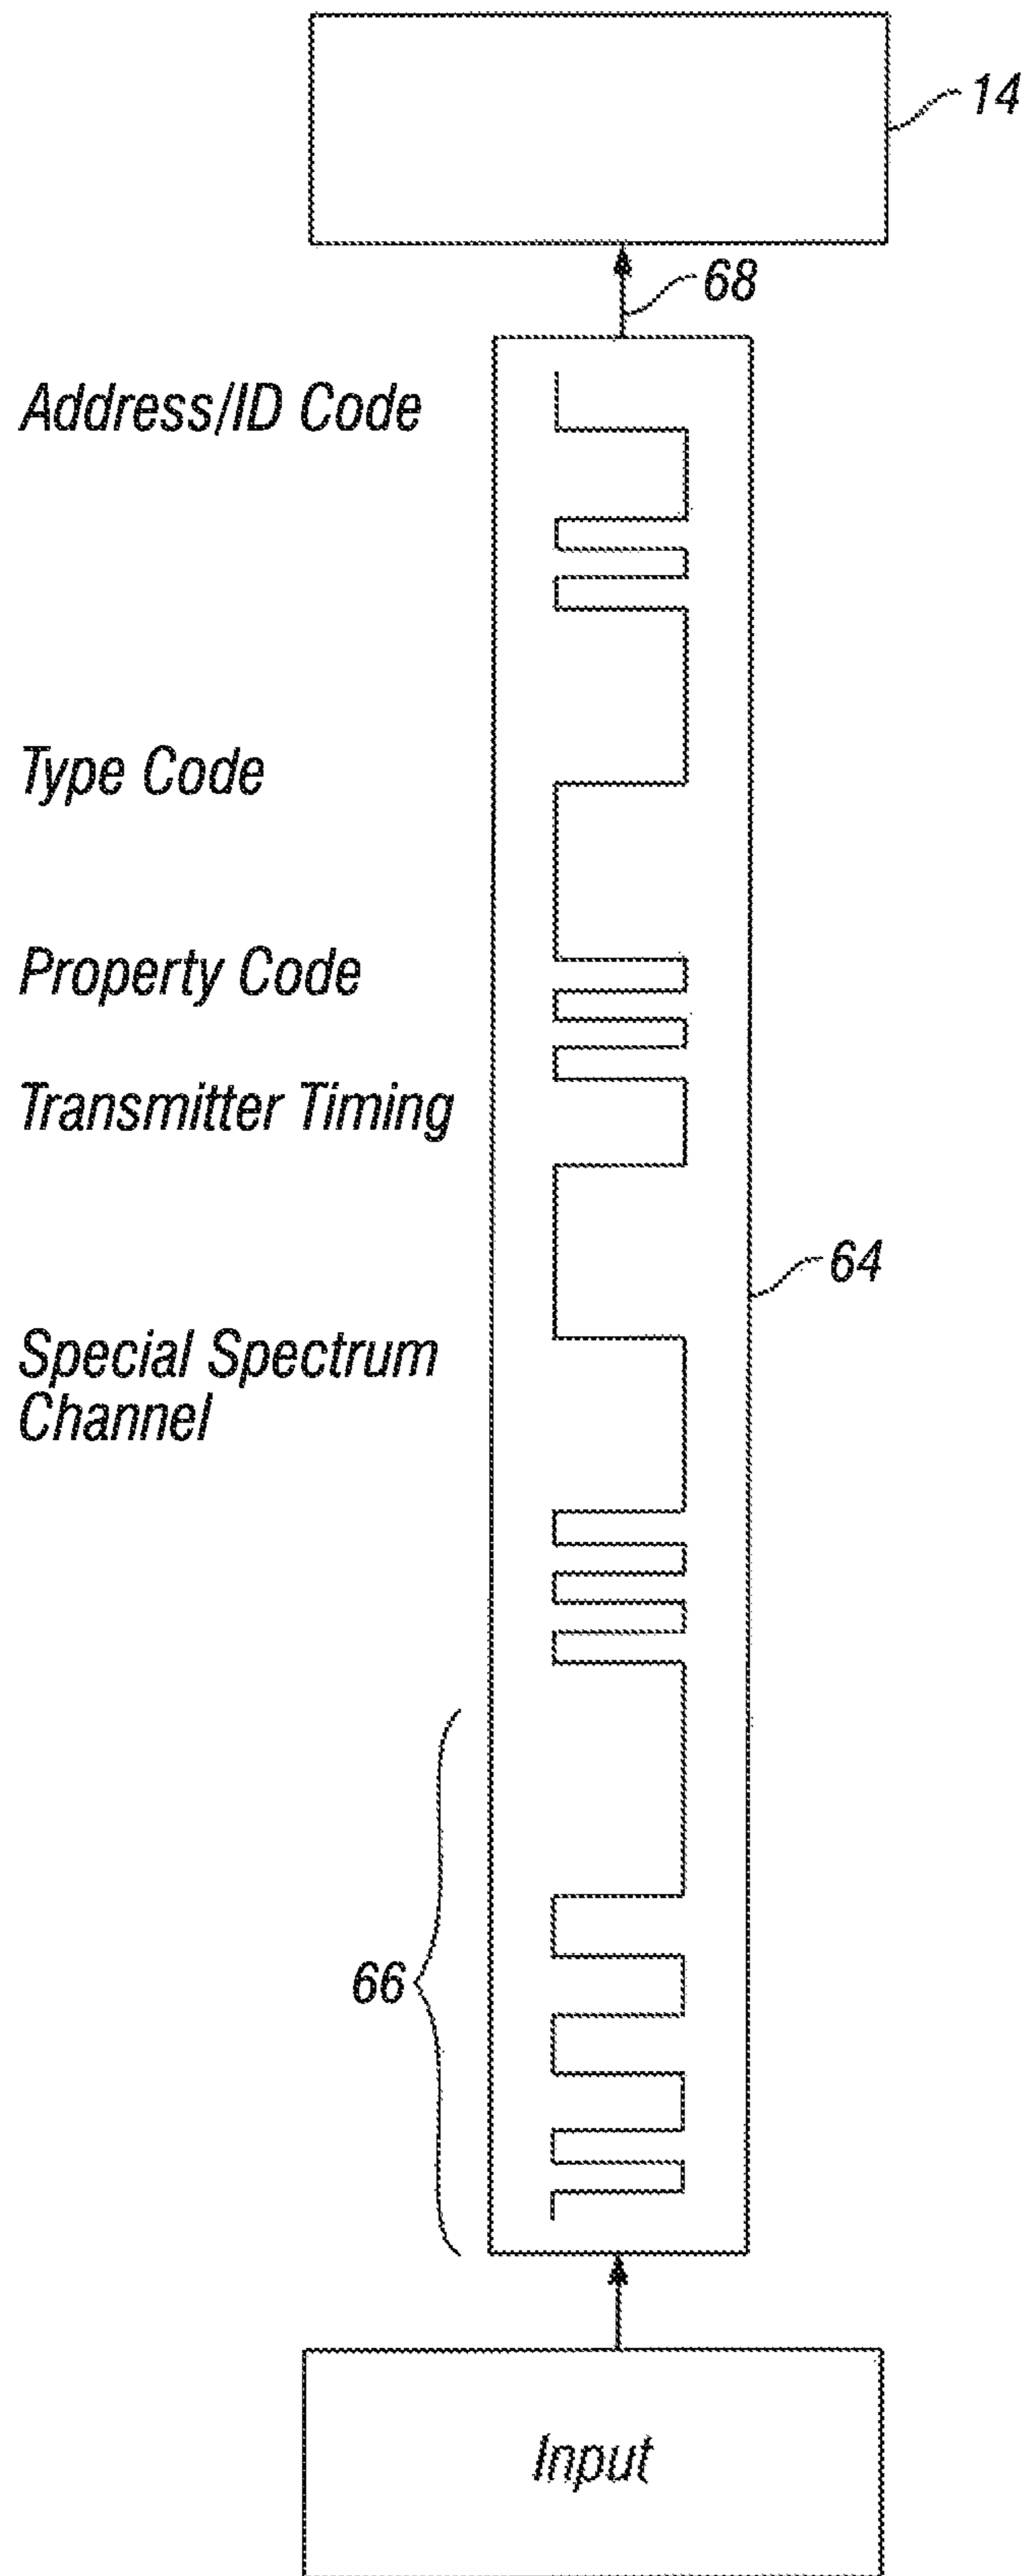 14
68
Address/ID Code
Type Code
Property Code
Transmitter Timing
64
Special Spectrum
Channel
66
Input